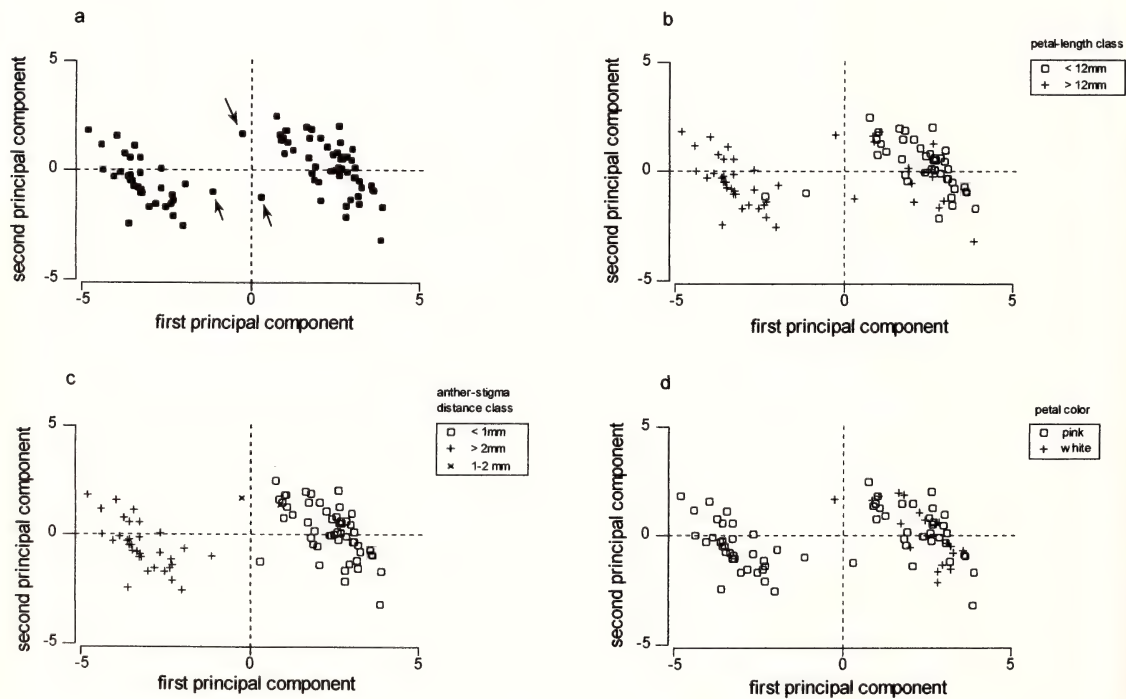 a
second principal component
5
0
-5
-5
0
5
first principal component
b
petal-length class
< 12mm
> 12mm
second principal component
5
0
-5
-5
0
5
first principal component
c
anther-stigma
distance class
< 1mm
> 2mm
1-2 mm
second principal component
5
0
-5
-5
0
5
first principal component
d
petal color
pink
white
second principal component
5
0
-5
-5
0
5
first principal component